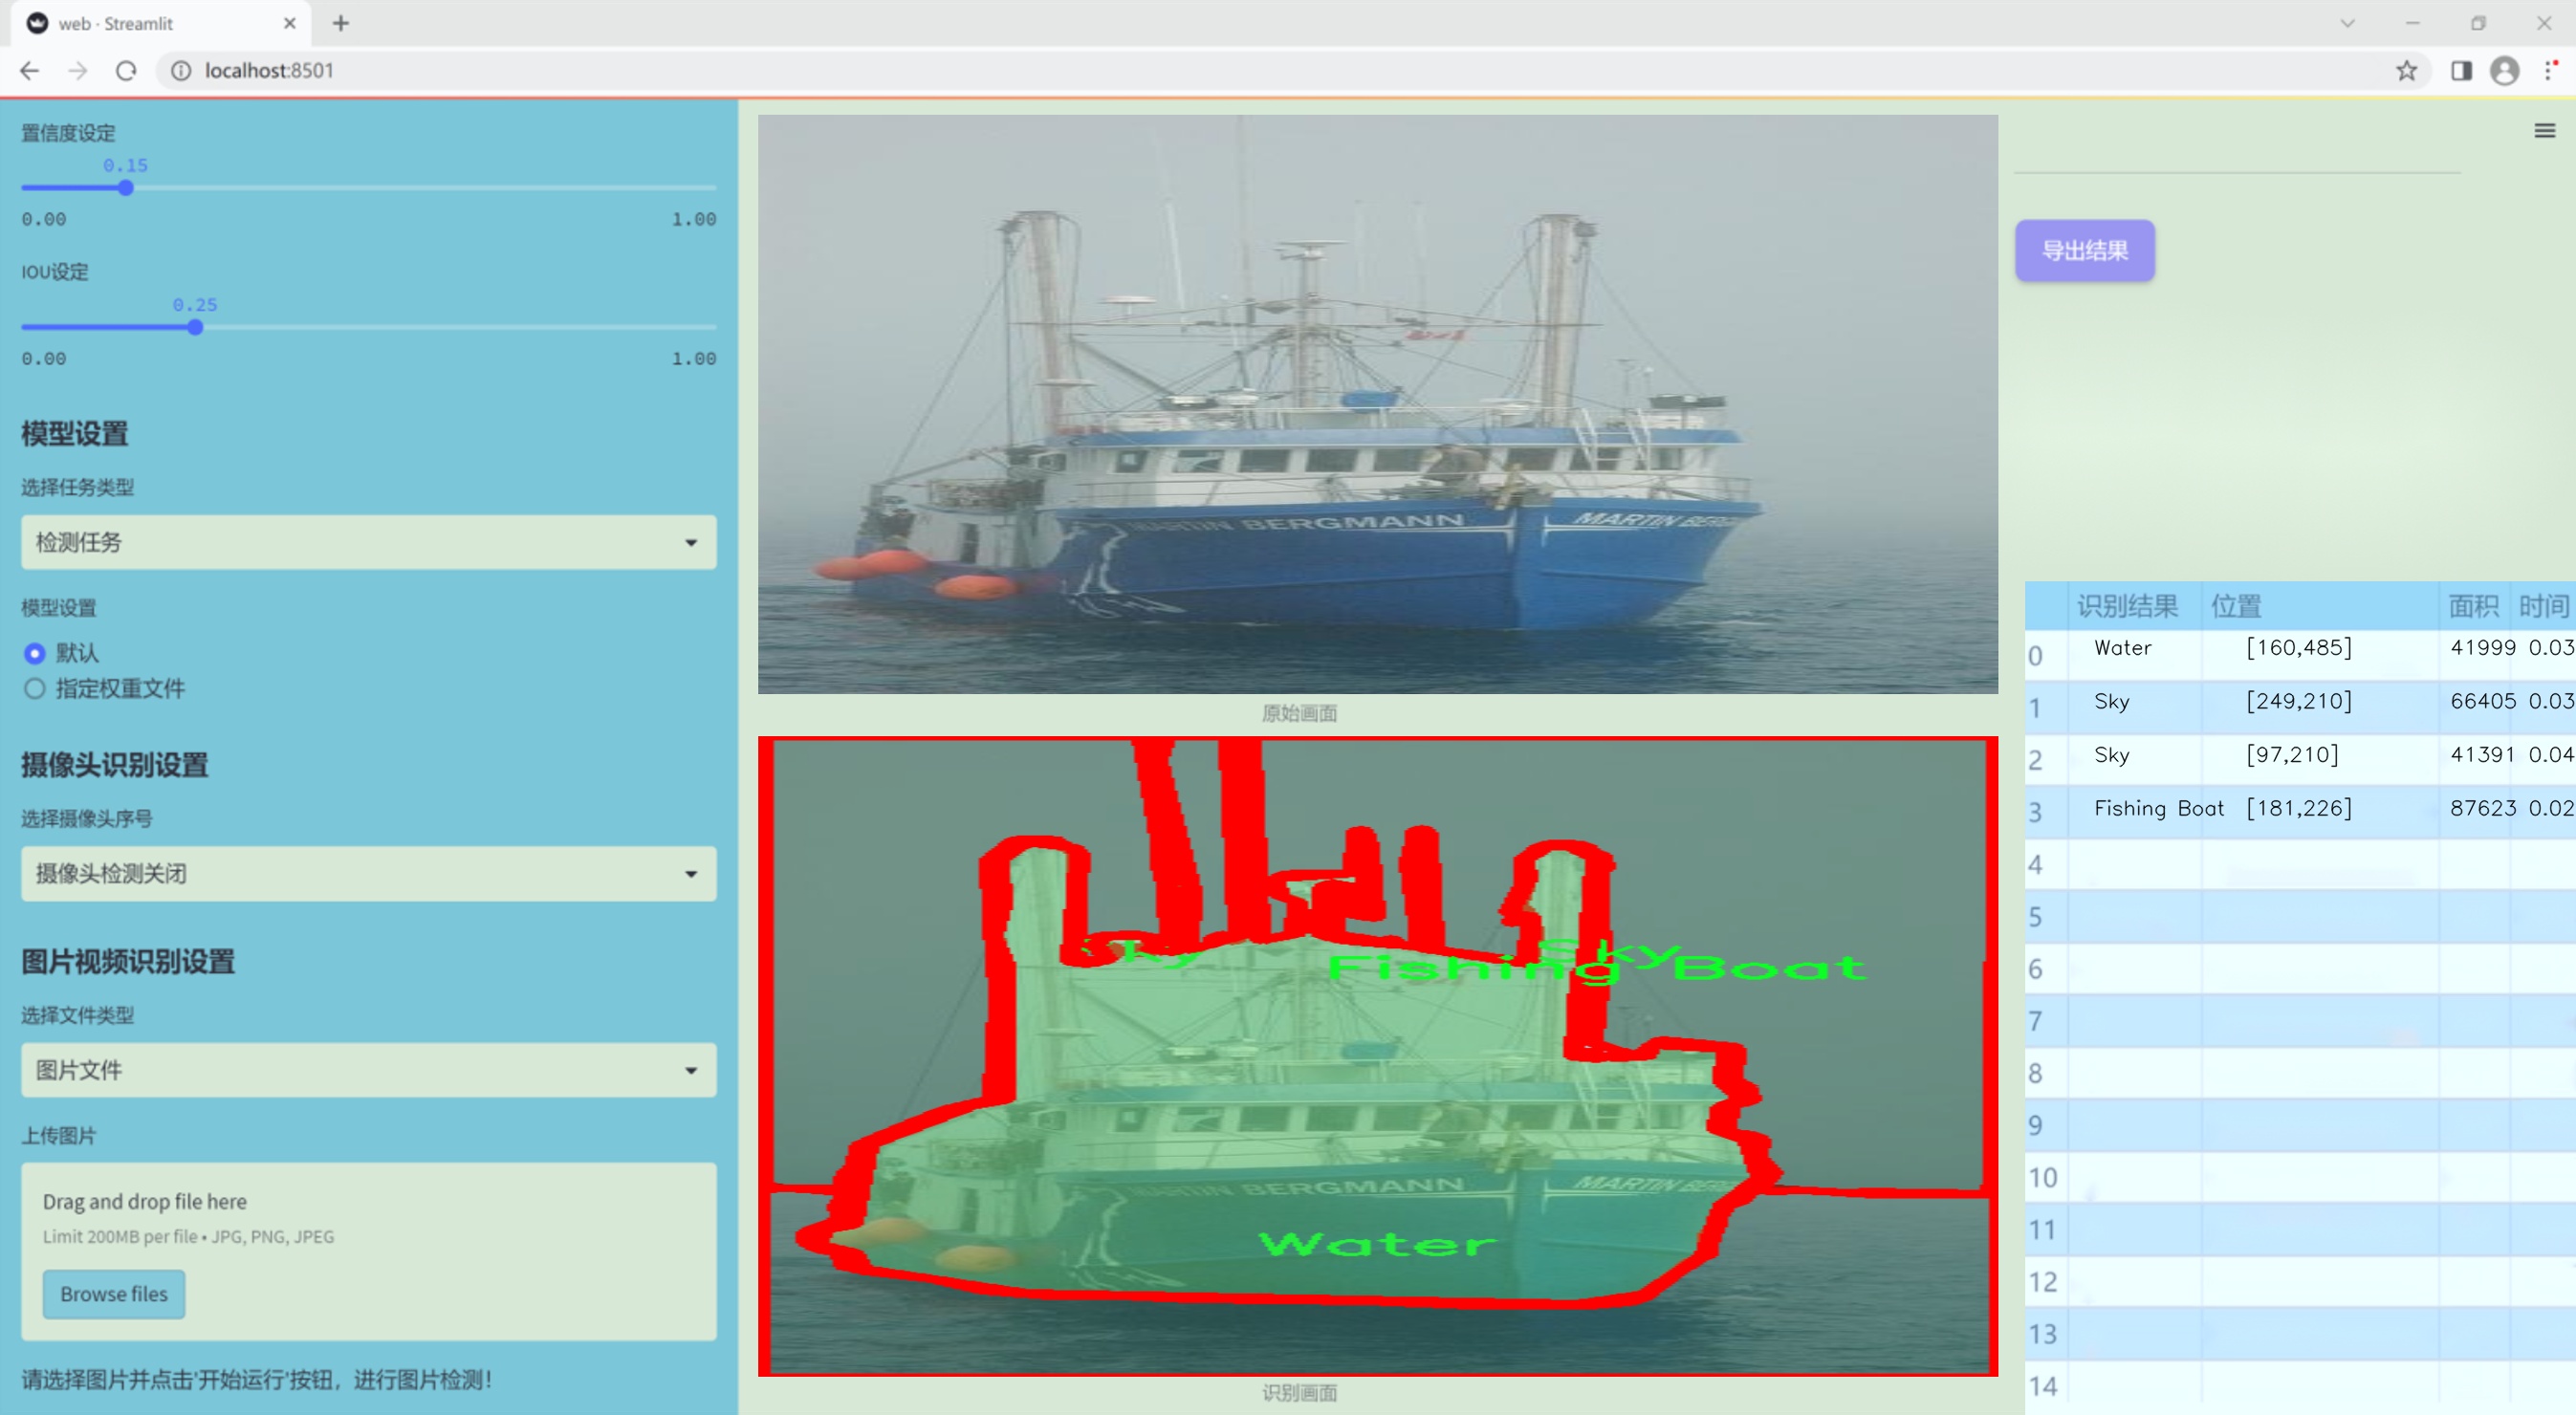 web · Streamlit
localhost:8501
置信度设定
0.15
0.00 1.00
IOU设定
0.25
0.00 1.00
模型设置
选择任务类型
检测任务
模型设置
默认
指定权重文件
摄像头识别设置
选择摄像头序号
摄像头检测关闭
图片视频识别设置
选择文件类型
图片文件
上传图片
Drag and drop file here
Limit 200MB per file • JPG, PNG, JPEG
Browse files
请选择图片并点击'开始运行'按钮，进行图片检测！
MARTIN BERGMANN
MARTIN BERG
原始画面
Sky
Sky
Fishing Boat
MARTIN BERGMANN
MARTIN BERG
Water
识别画面
导出结果
识别结果 位置 面积 时间
0 Water [160,485] 41999 0.03
1 Sky [249,210] 66405 0.03
2 Sky [97,210] 41391 0.04
3 Fishing Boat [181,226] 87623 0.02
4
5
6
7
8
9
10
11
12
13
14